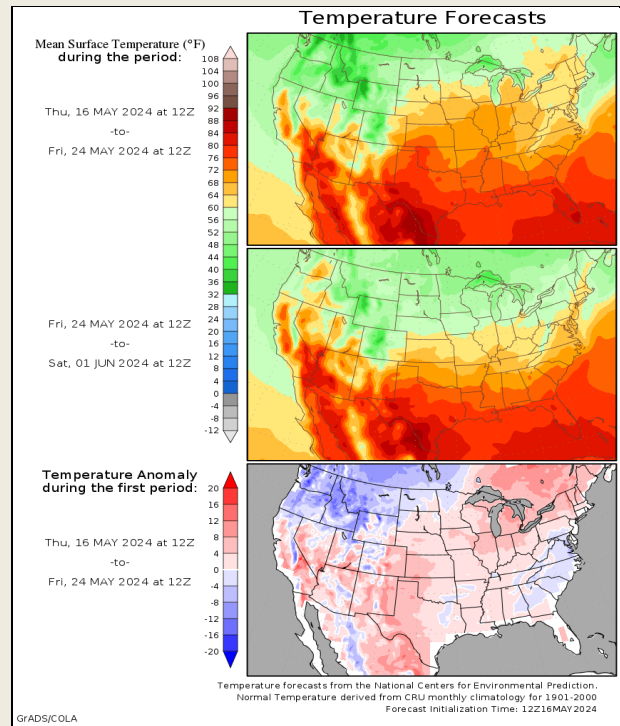 Temperature Forecasts
Mean Surface Temperature (°F)
during the period:
Thu, 16 MAY 2024 at 12Z
-to-
Fri, 24 MAY 2024 at 12Z
108
104
100
96
92
88
84
80
76
72
68
64
60
56
52
48
44
40
36
32
28
24
20
16
12
8
4
0
-4
-8
-12
Fri, 24 MAY 2024 at 12Z
-to-
Sat, 01 JUN 2024 at 12Z
Temperature Anomaly
during the first period:
Thu, 16 MAY 2024 at 12Z
-to-
Fri, 24 MAY 2024 at 12Z
20
16
12
8
4
0
-4
-8
-12
-16
-20
Temperature forecasts from the National Centers for Environmental Prediction.
Normal Temperature derived from CRU monthly climatology for 1901-2000
Forecast Initialization Time: 12Z16MAY2024
GrADS/COLA